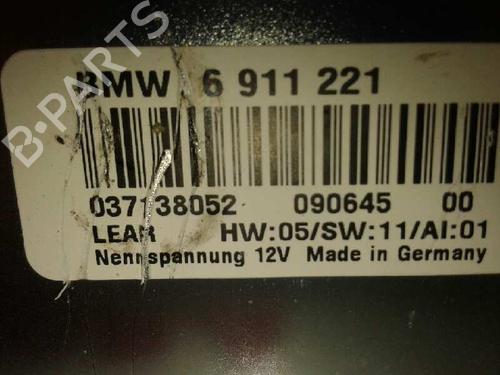 BMW 6 911 221
037138052 090645 00
LEAR HW:05/SW:11/AI:01
Nennspannung 12V Made in Germany
B-PARTS